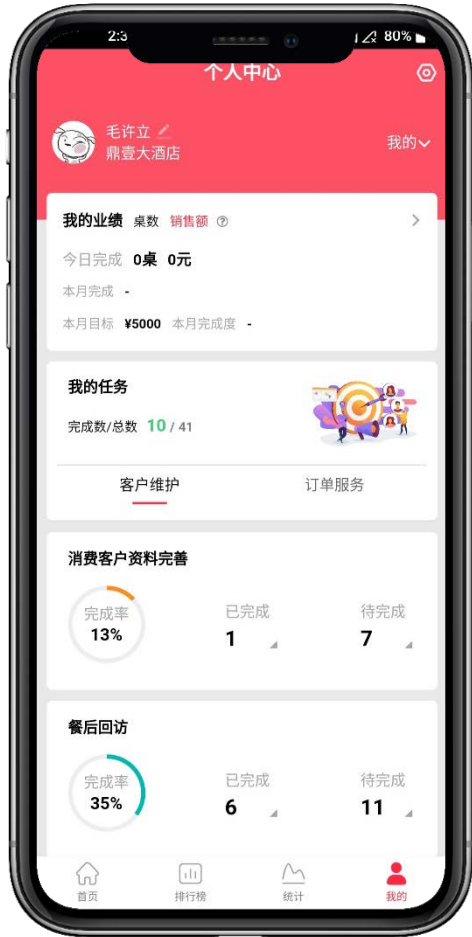 2:3
80%
个人中心
毛许立
鼎壹大酒店
我的
我的业绩 桌数 销售额
今日完成 0桌 0元
本月完成 -
本月目标 ¥5000 本月完成度 -
我的任务
完成数/总数 10 / 41
客户维护 订单服务
消费客户资料完善
完成率 已完成 待完成
13% 1 7
餐后回访
完成率 已完成 待完成
35% 6 11
首页 排行榜 统计 我的